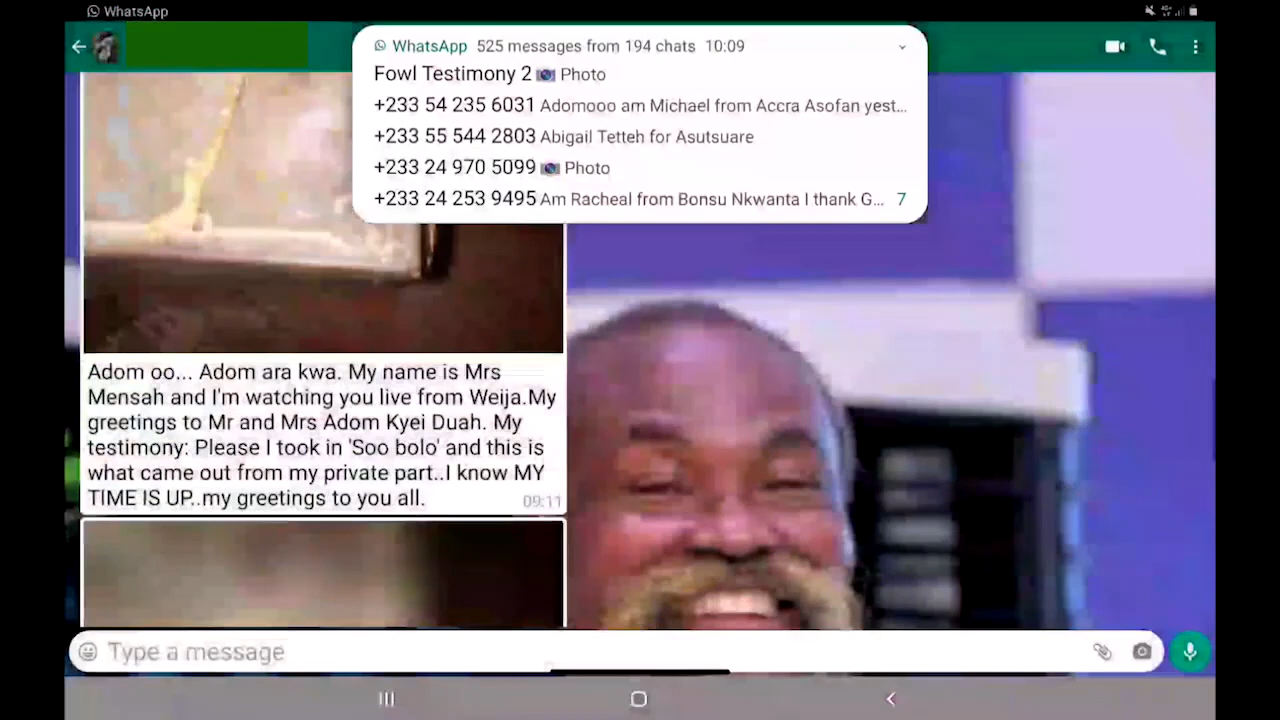 WhatsApp
WhatsApp 525 messages from 194 chats 10:09
Fowl Testimony 2 Photo
+233 54 235 6031 Adomooo am Michael from Accra Asofan yest...
+233 55 544 2803 Abigail Tetteh for Asutsuare
+233 24 970 5099 Photo
+233 24 253 9495 Am Racheal from Bonsu Nkwanta I thank G... 7
Adom oo... Adom ara kwa. My name is Mrs
Mensah and I'm watching you live from Weija.My
greetings to Mr and Mrs Adom Kyei Duah. My
testimony: Please I took in 'Soo bolo' and this is
what came out from my private part..I know MY
TIME IS UP..my greetings to you all.
09:11
Type a message